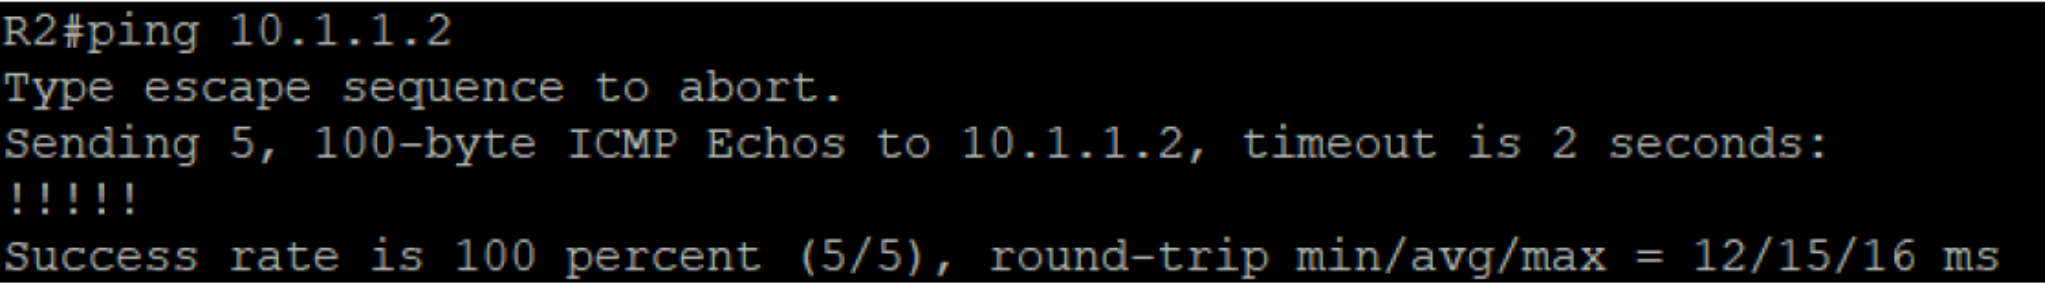 R2#ping 10.1.1.2
Type escape sequence to abort.
Sending 5, 100-byte ICMP Echos to 10.1.1.2, timeout is 2 seconds:
!!!!!
Success rate is 100 percent (5/5), round-trip min/avg/max = 12/15/16 ms